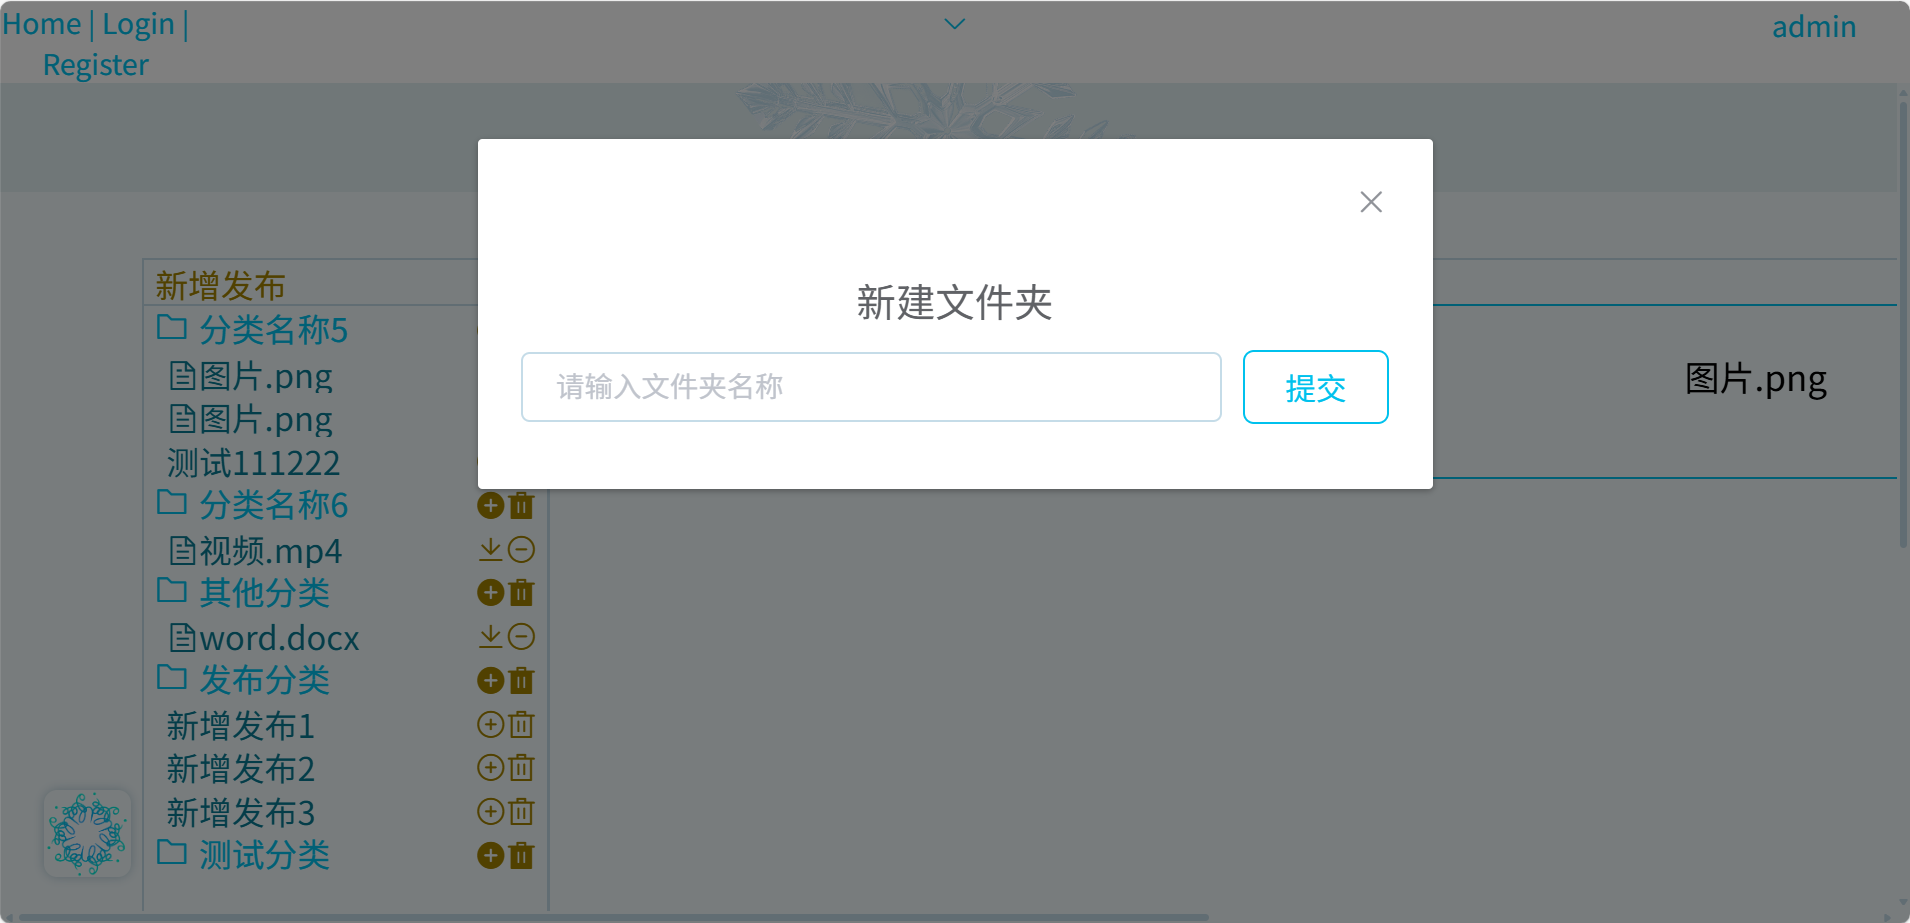 Home | Login |
Register
admin
新建文件夹
请输入文件夹名称
提交
新增发布
分类名称5
图片.png
图片.png
测试111222
分类名称6
视频.mp4
其他分类
word.docx
发布分类
新增发布1
新增发布2
新增发布3
测试分类
图片.png